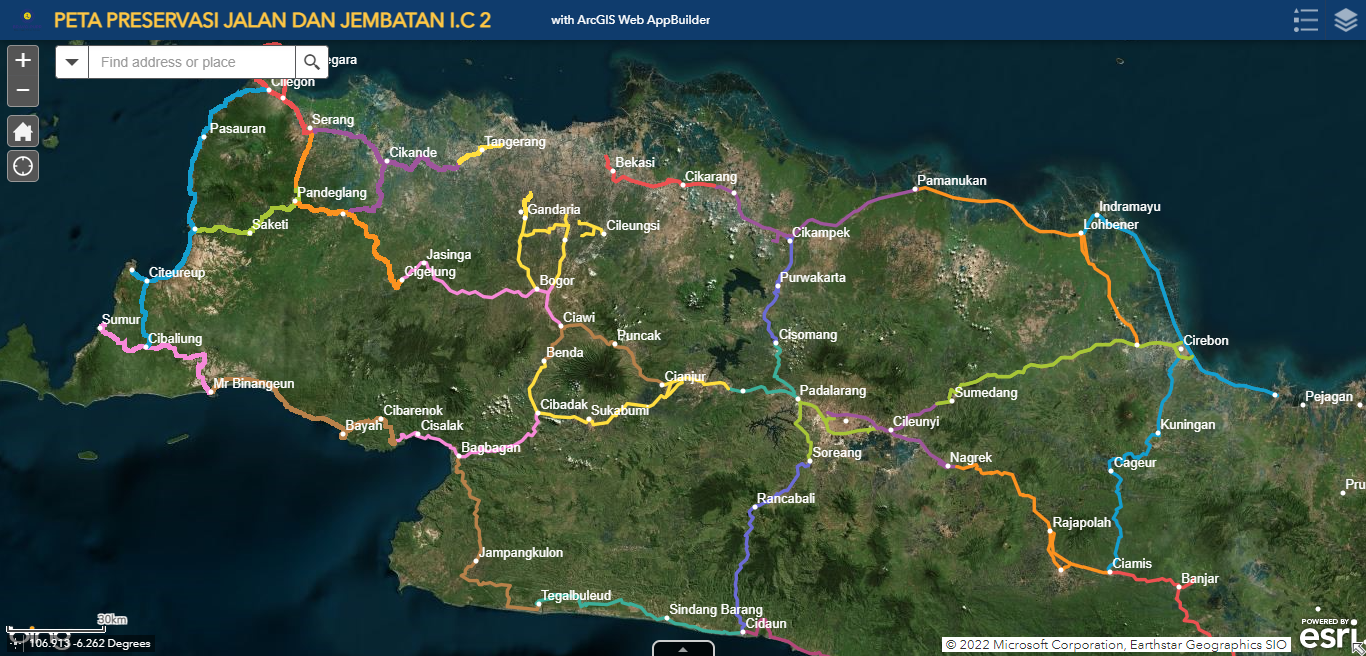 PETA PRESERVASI JALAN DAN JEMBATAN I.C 2
with ArcGIS Web AppBuilder
+
Find address or place
egara
−
Cilegon
Pasauran
Serang
Cikande
Tangerang
Bekasi
Cikarang
Pamanukan
Pandeglang
Gandaria
Indramayu
Saketi
Cileungsi
Cikampek
Lohbener
Jasinga
Citeureup
Cigelung
Bogor
Purwakarta
Sumur
Ciawi
Cibaliung
Puncak
Cisomang
Cirebon
Benda
Mr Binangeun
Cianjur
Padalarang
Sumedang
Pejagan
Cibarenok
Cibadak
Sukabumi
Bayah
Cisalak
Cileunyi
Kuningan
Bagbagan
Soreang
Nagrek
Cageur
Pru
Rancabali
Rajapolah
Jampangkulon
Ciamis
Banjar
Tegalbuleud
Sindang Barang
Cidaun
30km
106.913 -6.262 Degrees
POWERED BY
esri
© 2022 Microsoft Corporation, Earthstar Geographics SIO